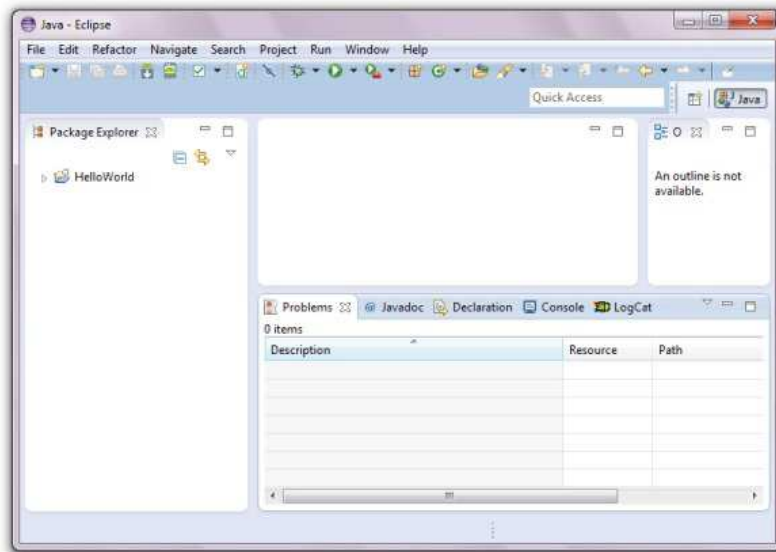 Java - Eclipse
File Edit Refactor Navigate Search Project Run Window Help
Quick Access
Java
Package Explorer
O
HelloWorld
An outline is not
available.
Problems @ Javadoc Declaration Console LogCat
0 items
Description Resource Path